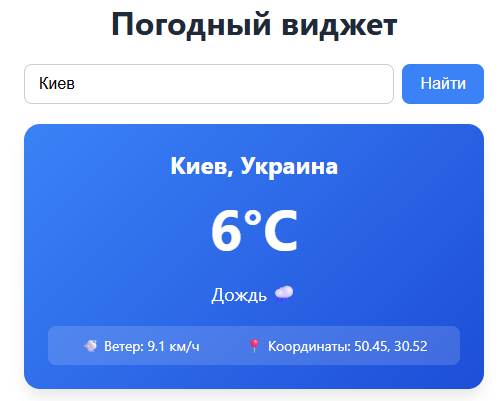 Погодный виджет
Киев
Найти
Киев, Украина
6°C
Дождь 🌧️
💨 Ветер: 9.1 км/ч 📍 Координаты: 50.45, 30.52